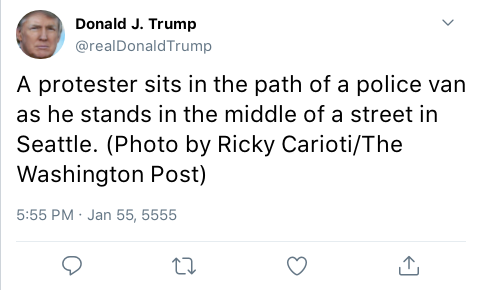 Donald J. Trump
@realDonaldTrump
A protester sits in the path of a police van
as he stands in the middle of a street in
Seattle. (Photo by Ricky Carioti/The
Washington Post)
5:55 PM · Jan 55, 5555